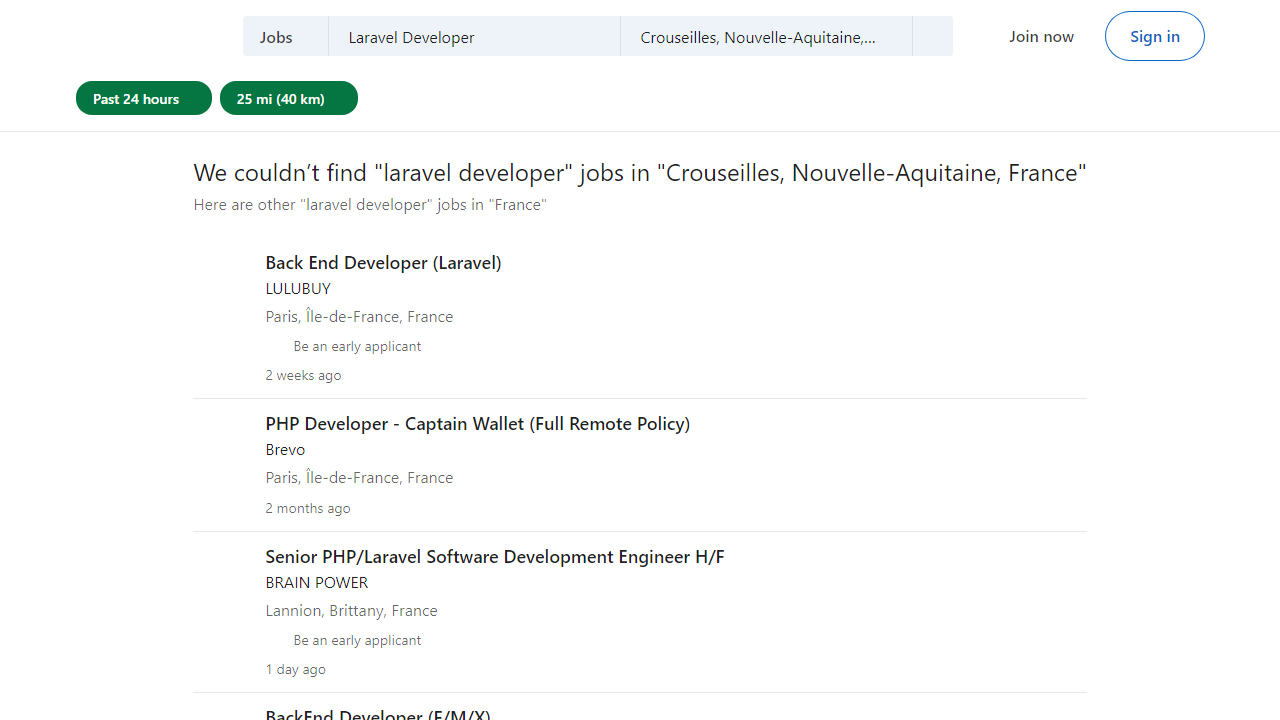 Jobs
Laravel Developer
Crouseilles, Nouvelle-Aquitaine,...
Join now
Sign in
Past 24 hours
25 mi (40 km)
We couldn’t find "laravel developer" jobs in "Crouseilles, Nouvelle-Aquitaine, France"
Here are other "laravel developer" jobs in "France"
Back End Developer (Laravel)
LULUBUY
Paris, Île-de-France, France
Be an early applicant
2 weeks ago
PHP Developer - Captain Wallet (Full Remote Policy)
Brevo
Paris, Île-de-France, France
2 months ago
Senior PHP/Laravel Software Development Engineer H/F
BRAIN POWER
Lannion, Brittany, France
Be an early applicant
1 day ago
BackEnd Developer (F/M/X)